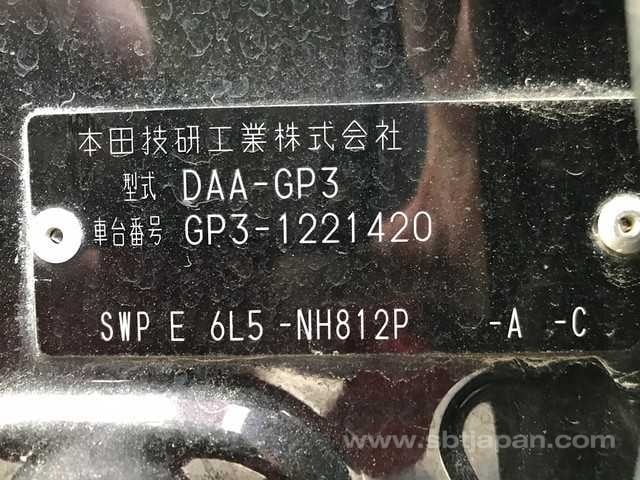 本田技研工業株式会社
型式 DAA-GP3
車台番号 GP3-1221420
SWP E 6L5 -NH812P -A -C
www.sbtjapan.com